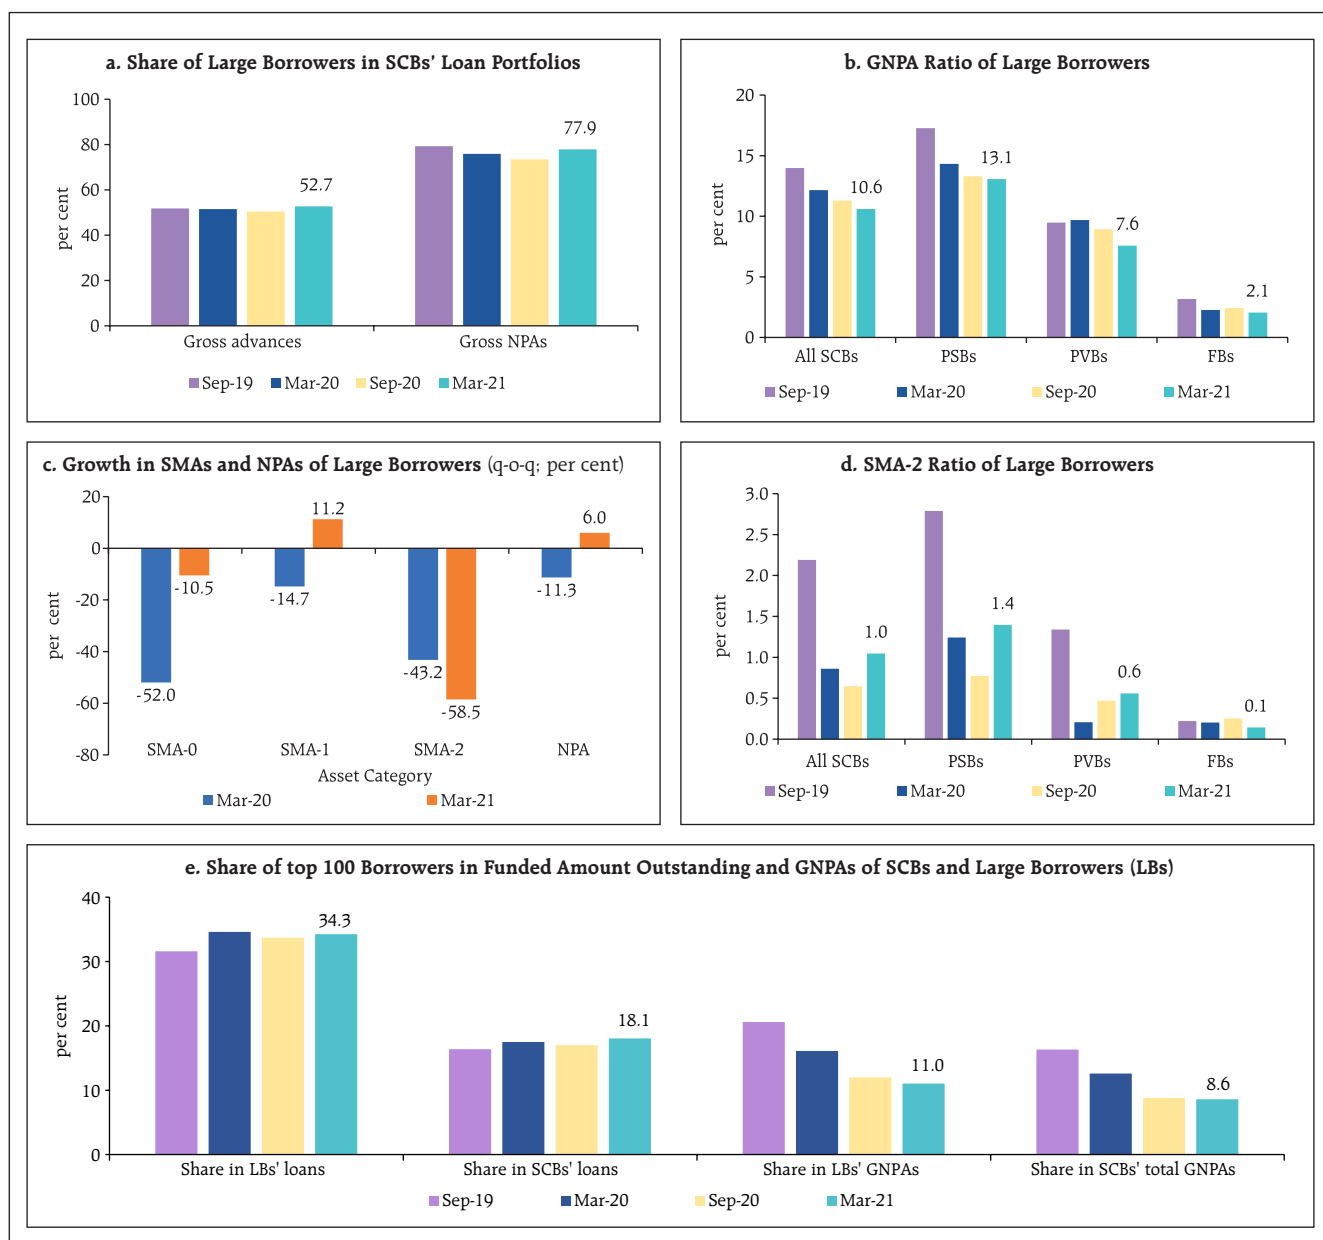 a. Share of Large Borrowers in SCBs' Loan Portfolios
100
80
60
40
20
0
per cent
52.7
77.9
Gross advances
Gross NPAs
Sep-19 Mar-20 Sep-20 Mar-21
b. GNPA Ratio of Large Borrowers
20
15
10
5
0
per cent
10.6
13.1
7.6
2.1
All SCBs PSBs PVBs FBs
Sep-19 Mar-20 Sep-20 Mar-21
c. Growth in SMAs and NPAs of Large Borrowers (q-o-q; per cent)
20
0
-20
-40
-60
-80
per cent
-52.0
-10.5
-14.7
11.2
-43.2
-58.5
-11.3
6.0
SMA-0 SMA-1 SMA-2 NPA
Asset Category
Mar-20 Mar-21
d. SMA-2 Ratio of Large Borrowers
3.0
2.5
2.0
1.5
1.0
0.5
0.0
per cent
1.0
1.4
0.6
0.1
All SCBs PSBs PVBs FBs
Sep-19 Mar-20 Sep-20 Mar-21
e. Share of top 100 Borrowers in Funded Amount Outstanding and GNPAs of SCBs and Large Borrowers (LBs)
40
30
20
10
0
per cent
34.3
18.1
11.0
8.6
Share in LBs' loans Share in SCBs' loans Share in LBs' GNPAs Share in SCBs' total GNPAs
Sep-19 Mar-20 Sep-20 Mar-21